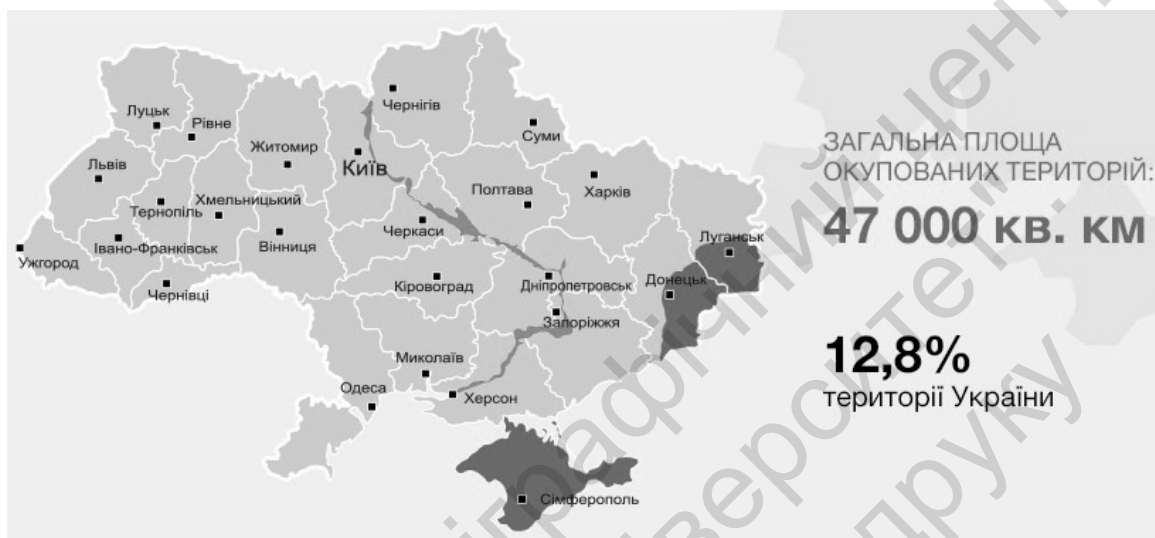 Чернігів
Луцьк
Рівне
Суми
Житомир
Київ
Львів
Полтава
Харків
Хмельницький
Тернопіль
Черкаси
Вінниця
Івано-Франківськ
Ужгород
Чернівці
Кіровоград
Дніпропетровськ
Луганськ
Донецьк
Запоріжжя
Миколаїв
Одеса
Херсон
Сімферополь
ЗАГАЛЬНА ПЛОЩА
ОКУПОВАНИХ ТЕРИТОРІЙ:
47 000 кв. км
12,8%
території України